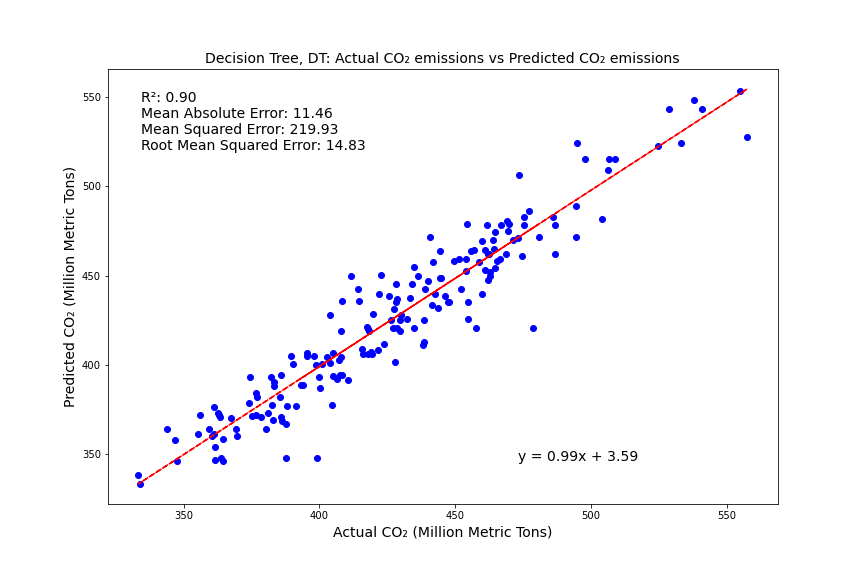 Decision Tree, DT: Actual CO₂ emissions vs Predicted CO₂ emissions
R²: 0.90
Mean Absolute Error: 11.46
Mean Squared Error: 219.93
Root Mean Squared Error: 14.83
Predicted CO₂ (Million Metric Tons)
550
500
450
400
350
y = 0.99x + 3.59
350 400 450 500 550
Actual CO₂ (Million Metric Tons)